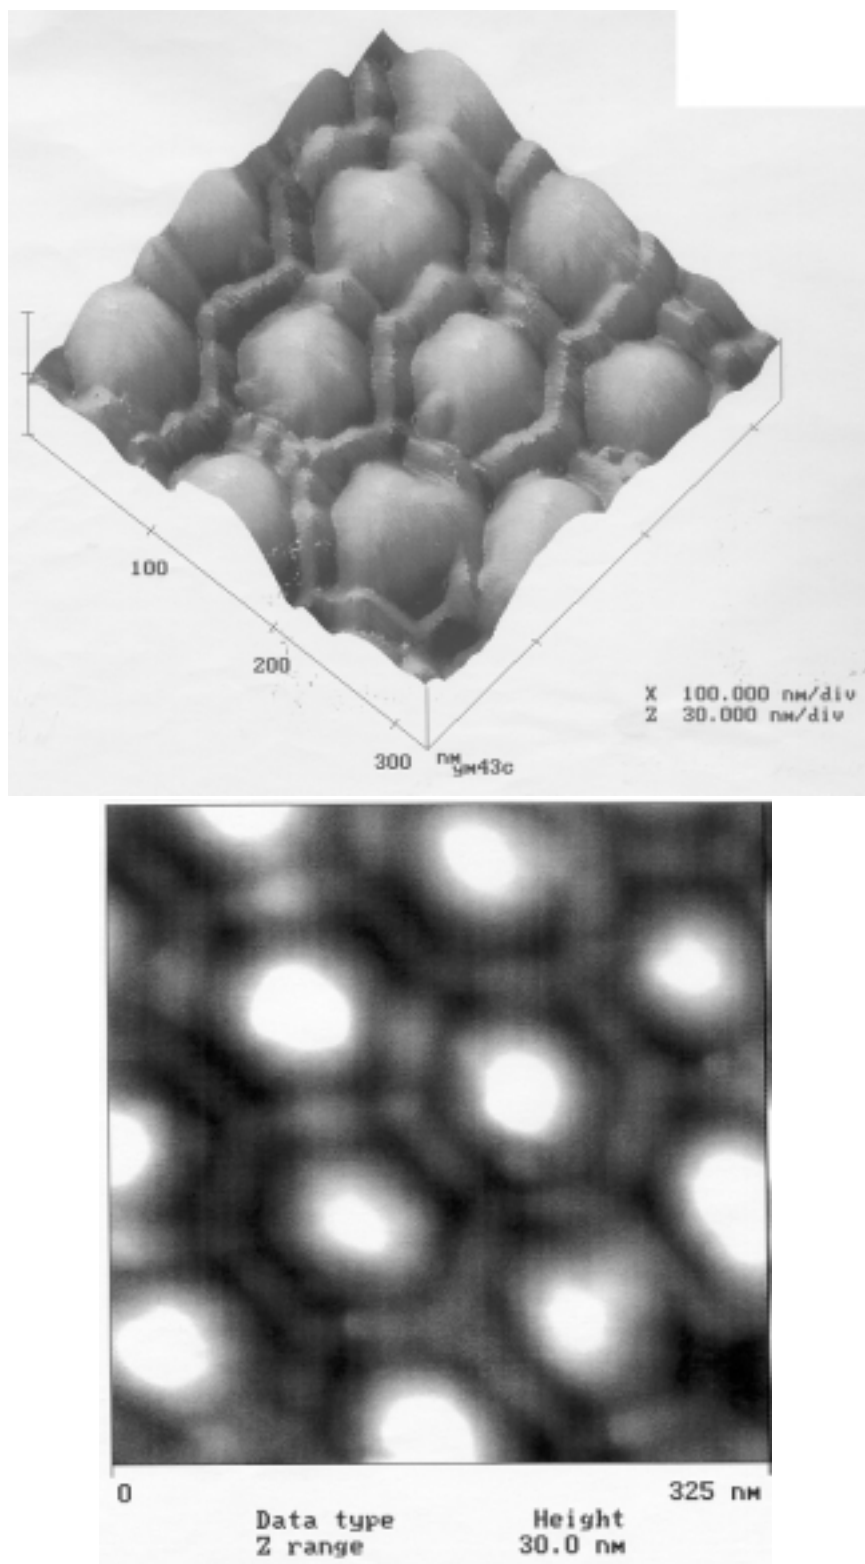 100
200
300 nм
ум43c
X 100.000 nм/div
Z 30.000 nм/div
0 325 nм
Data type Height
Z range 30.0 nм